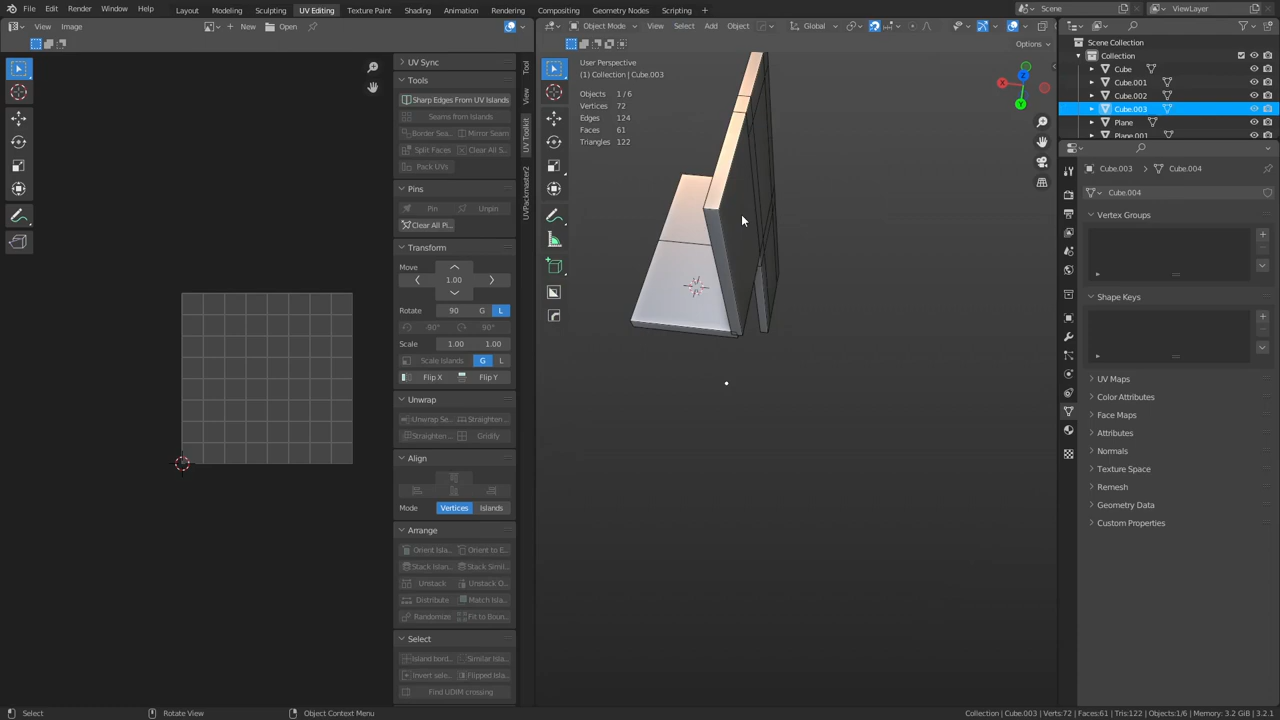 File Edit Render Window Help
Layout Modeling Sculpting UV Editing Texture Paint Shading Animation Rendering Compositing Geometry Nodes Scripting +
Scene
ViewLayer
View Image
New Open
Object Mode View Select Add Object
Global
Options
UV Sync
Tools
Sharp Edges From UV Islands
Seams from Islands
Border Sea... Mirror Seam
Split Faces Clear All S...
Pack UVs
Pins
Pin Unpin
Clear All Pi...
Transform
Move 1.00
Rotate 90 G L
-90° -90°
Scale 1.00 1.00
Scale Islands G L
Flip X Flip Y
Unwrap
Unwrap Se... Straighten ...
Straighten ... Gridify
Align
Mode Vertices Islands
Arrange
Orient Isla... Orient to E...
Stack Islan... Stack Simil...
Unstack Unstack O...
Distribute Match Isla...
Randomize Fit to Boun...
Select
Island bord... Similar Isla...
Invert sele... Flipped Isla...
Find UDIM crossing
Tool
View
UV Toolkit
UVPackmaster2
User Perspective
(1) Collection | Cube.003
Objects 1/6
Vertices 72
Edges 124
Faces 61
Triangles 122
X
Z
Y
Scene Collection
Collection
Cube
Cube.001
Cube.002
Cube.003
Plane
Plane.001
Cube.003 > Cube.004
Cube.004
Vertex Groups
Shape Keys
UV Maps
Color Attributes
Face Maps
Attributes
Normals
Texture Space
Remesh
Geometry Data
Custom Properties
Select Rotate View Object Context Menu
Collection | Cube.003 | Verts:72 | Faces:61 | Tris:122 | Objects:1/6 | Memory: 3.2 GiB | 3.2.1